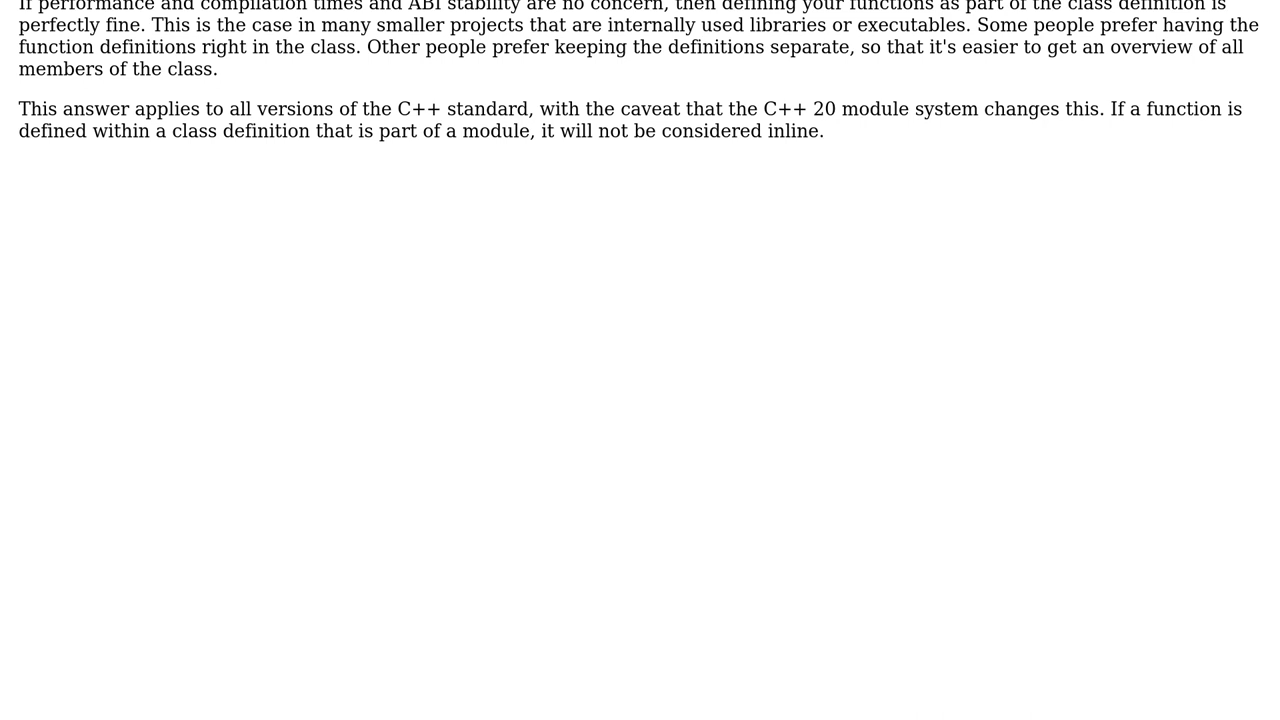 If performance and compilation times and ABI stability are no concern, then defining your functions as part of the class definition is
perfectly fine. This is the case in many smaller projects that are internally used libraries or executables. Some people prefer having the
function definitions right in the class. Other people prefer keeping the definitions separate, so that it's easier to get an overview of all
members of the class.
This answer applies to all versions of the C++ standard, with the caveat that the C++ 20 module system changes this. If a function is
defined within a class definition that is part of a module, it will not be considered inline.